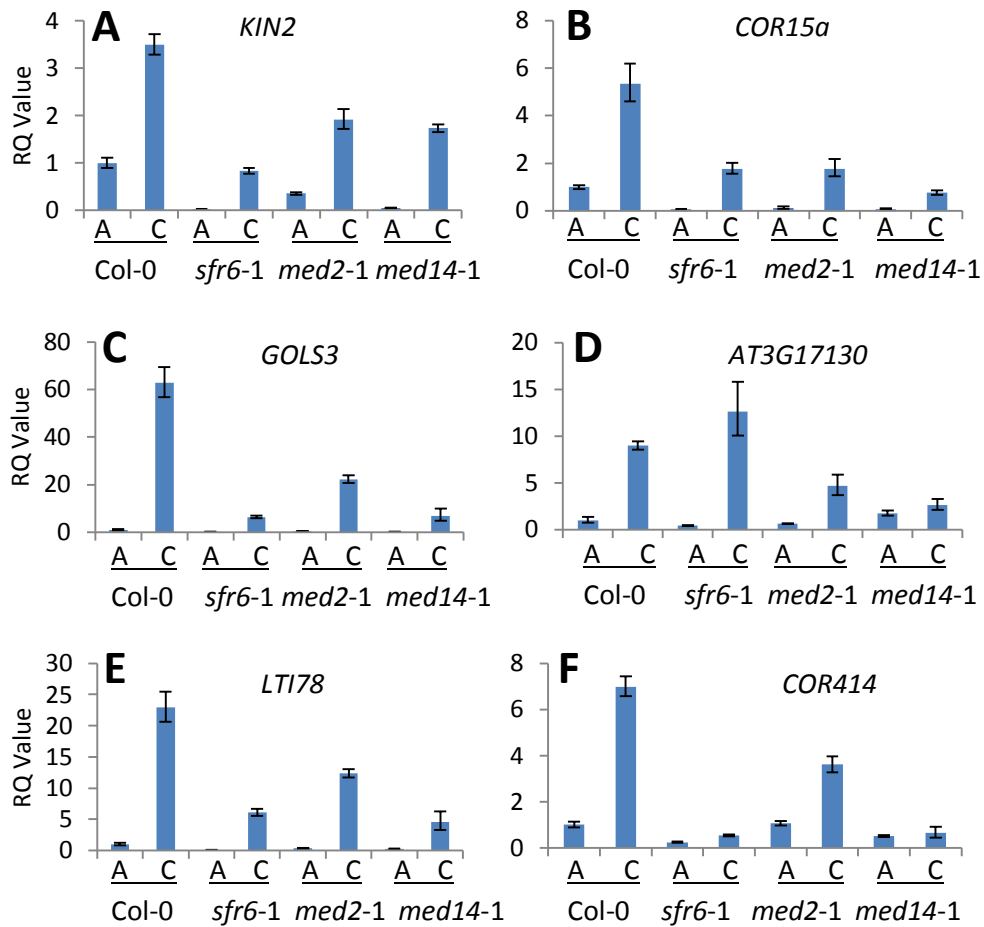 A KIN2
RQ Value
4
3
2
1
0
A C A C A C A C
Col-0 sfr6-1 med2-1 med14-1
B COR15a
8
6
4
2
0
A C A C A C A C
Col-0 sfr6-1 med2-1 med14-1
C GOLS3
RQ Value
80
60
40
20
0
A C A C A C A C
Col-0 sfr6-1 med2-1 med14-1
D AT3G17130
20
15
10
5
0
A C A C A C A C
Col-0 sfr6-1 med2-1 med14-1
E LTI78
RQ Value
30
25
20
15
10
5
0
A C A C A C A C
Col-0 sfr6-1 med2-1 med14-1
F COR414
8
6
4
2
0
A C A C A C A C
Col-0 sfr6-1 med2-1 med14-1